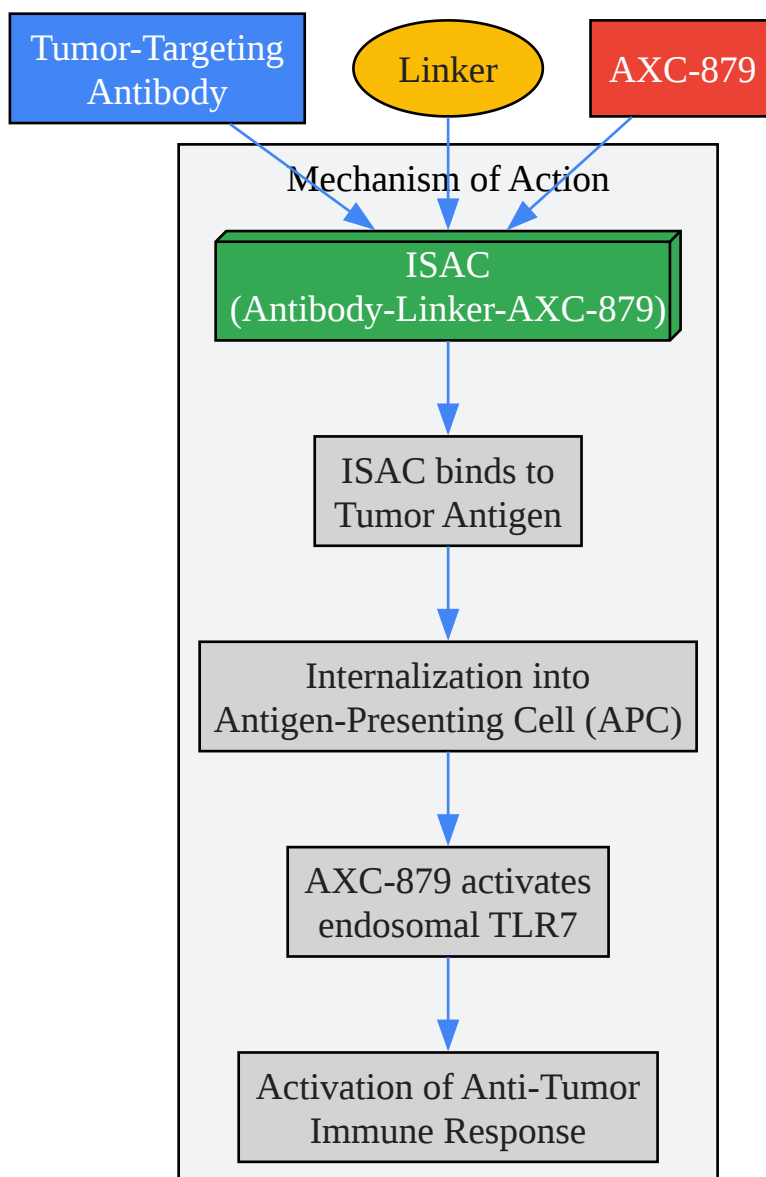 Tumor-Targeting
Antibody
Linker
AXC-879
Mechanism of Action
ISAC
(Antibody-Linker-AXC-879)
ISAC binds to
Tumor Antigen
Internalization into
Antigen-Presenting Cell (APC)
AXC-879 activates
endosomal TLR7
Activation of Anti-Tumor
Immune Response